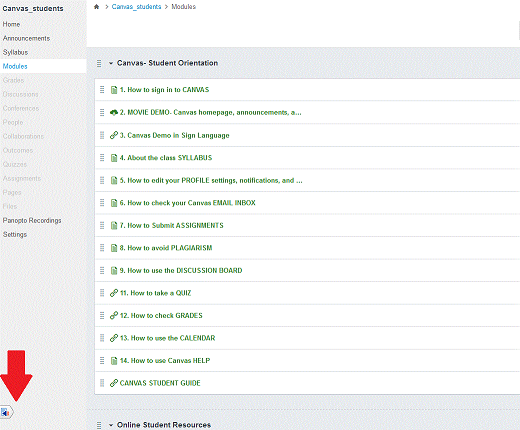 Canvas_students
Home
Announcements
Syllabus
Modules
Grades
Discussions
Conferences
People
Collaborations
Outcomes
Quizzes
Assignments
Pages
Files
Panopto Recordings
Settings
Canvas_students > Modules
Canvas- Student Orientation
1. How to sign in to CANVAS
2. MOVIE DEMO- Canvas homepage, announcements, a...
3. Canvas Demo in Sign Language
4. About the class SYLLABUS
5. How to edit your PROFILE settings, notifications, and ...
6. How to check your Canvas EMAIL INBOX
7. How to Submit ASSIGNMENTS
8. How to avoid PLAGIARISM
9. How to use the DISCUSSION BOARD
11. How to take a QUIZ
12. How to check GRADES
13. How to use the CALENDAR
14. How to use Canvas HELP
CANVAS STUDENT GUIDE
Online Student Resources